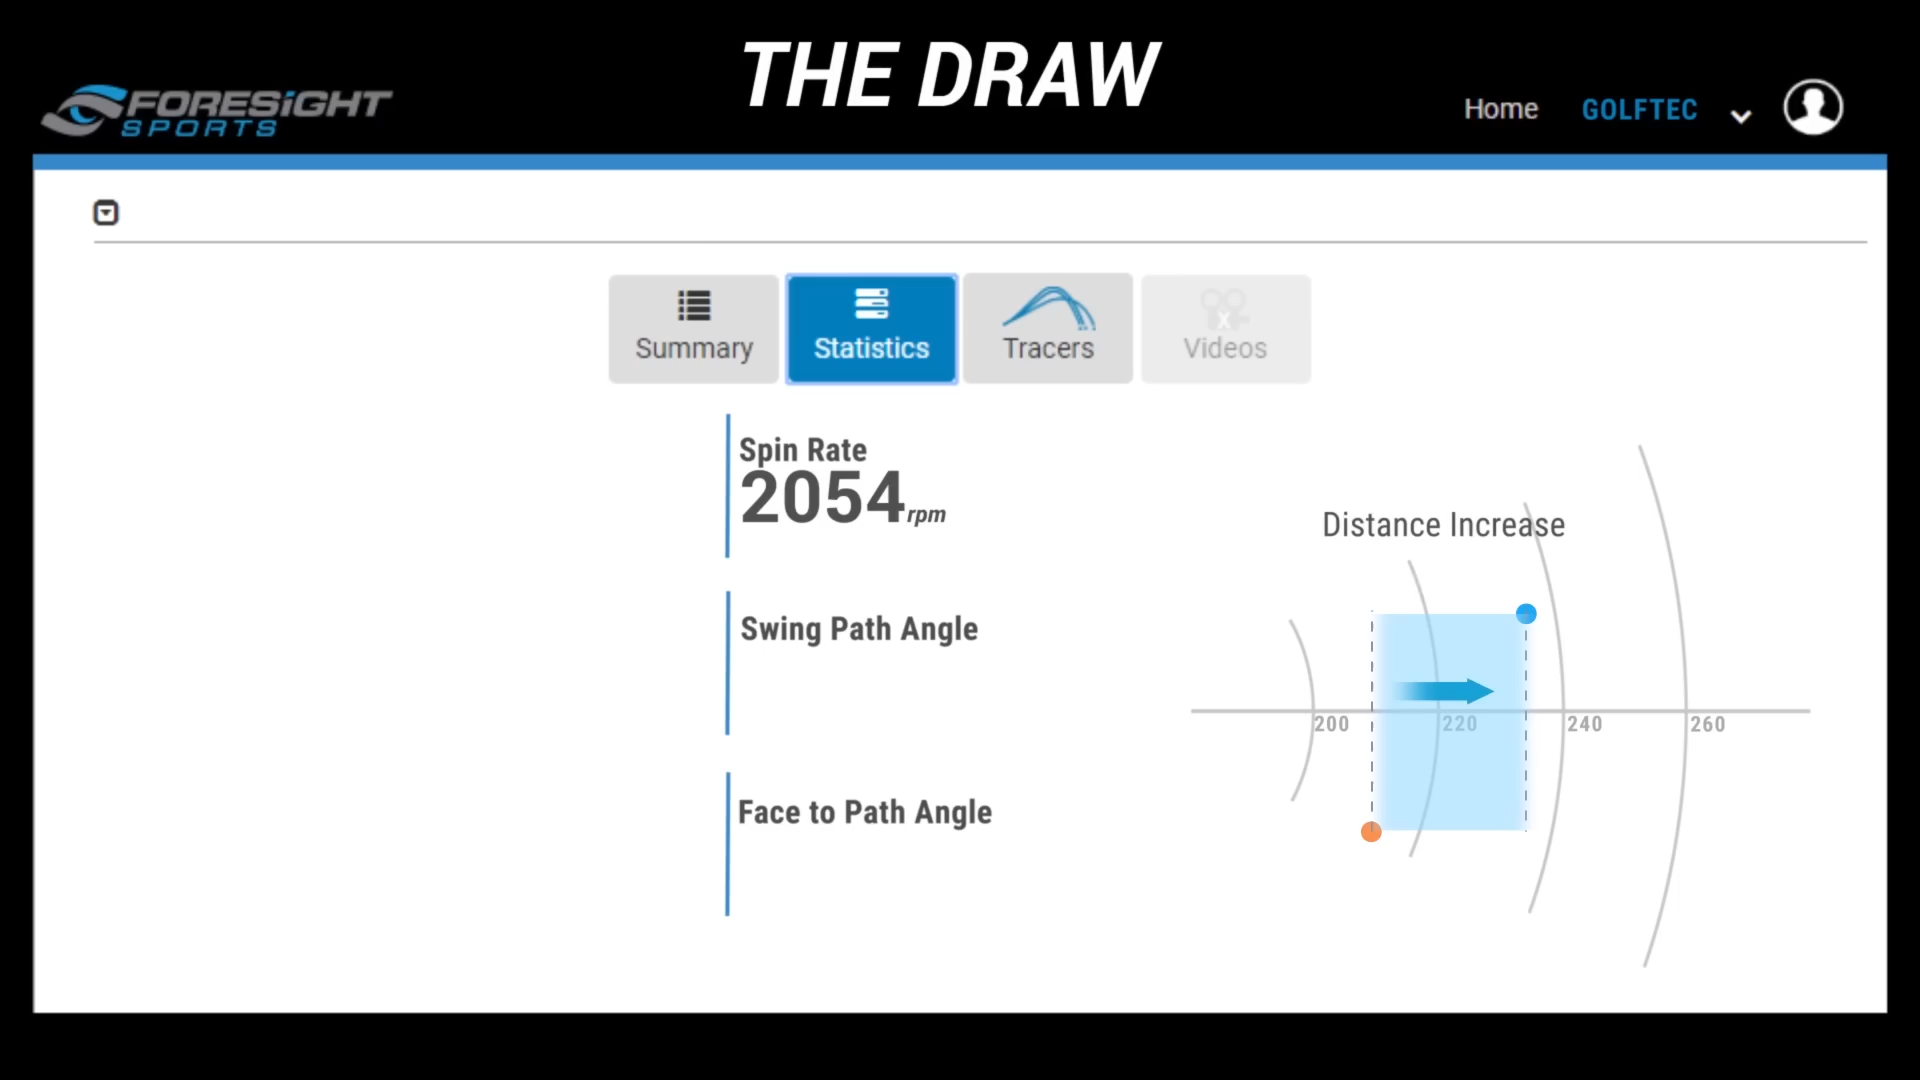 THE DRAW
FORESiGHT
SPORTS
Home GOLFTEC
Summary Statistics Tracers Videos
Spin Rate
2054rpm
Swing Path Angle
Face to Path Angle
Distance Increase
200 220 240 260